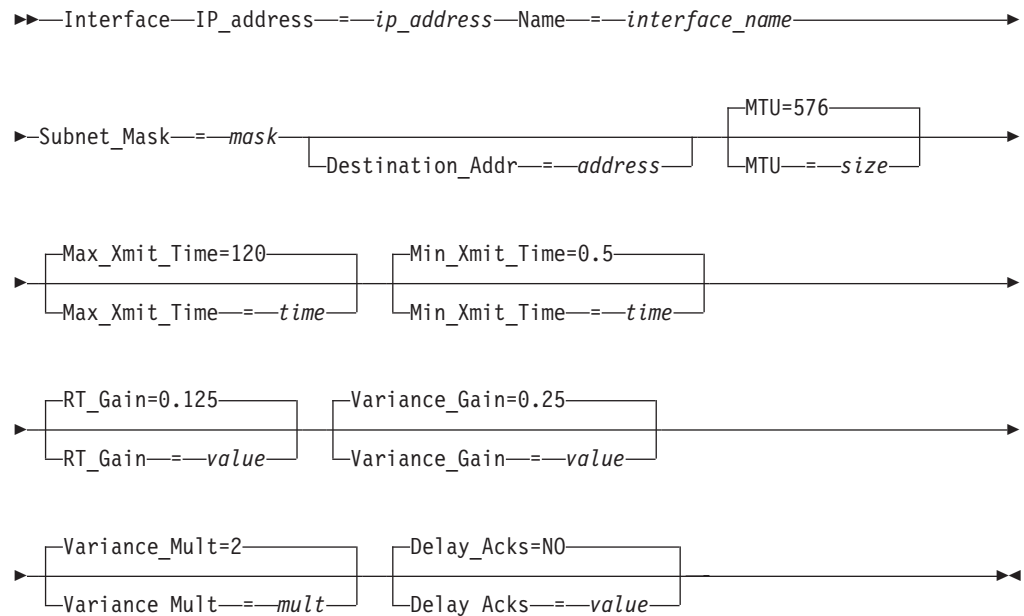 Interface IP_address = ip_address Name = interface_name
MTU=576
Subnet_Mask = mask
Destination_Addr = address MTU = size
Max_Xmit_Time=120 Min_Xmit_Time=0.5
Max_Xmit_Time = time Min_Xmit_Time = time
RT_Gain=0.125 Variance_Gain=0.25
RT_Gain = value Variance_Gain = value
Variance_Mult=2 Delay_Acks=NO
Variance_Mult = mult Delay_Acks = value